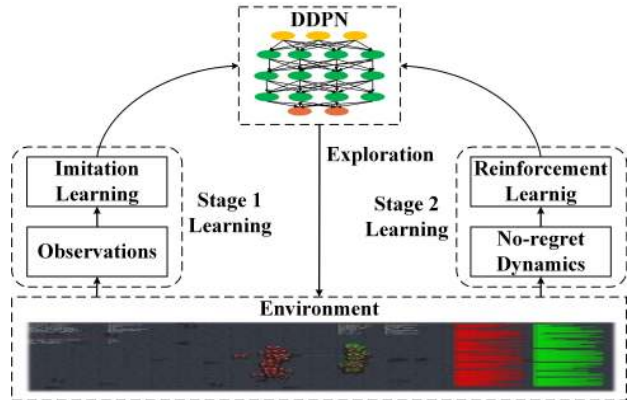 DDPN
Exploration
Imitation
Learning
Observations
Stage 1
Learning
Stage 2
Learning
Reinforcement
Learnig
No-regret
Dynamics
Environment